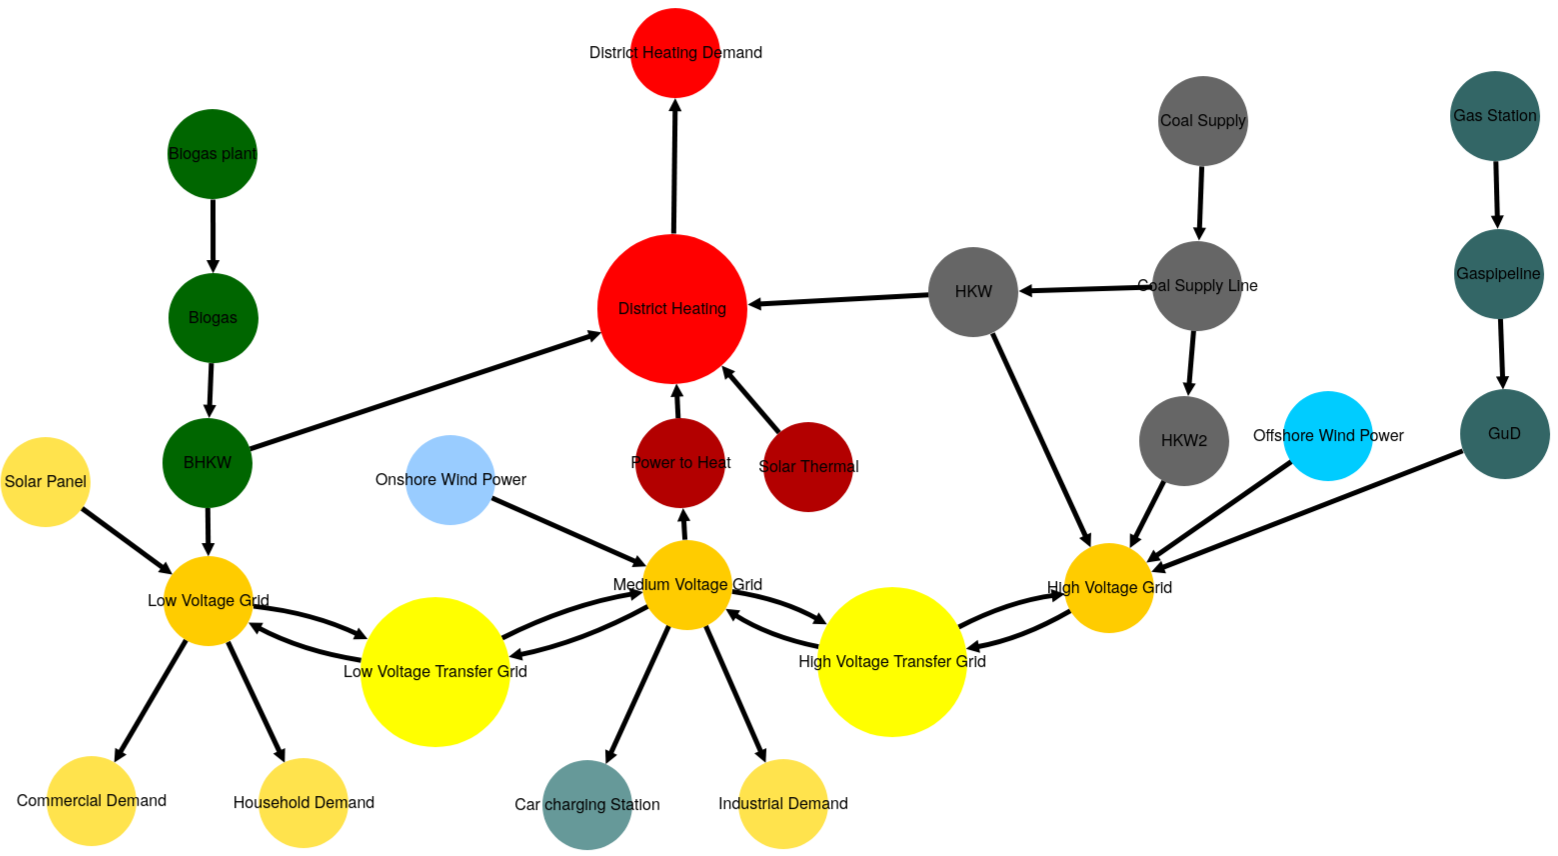 District Heating Demand
Coal Supply
Gas Station
Biogas plant
Gaspipeline
Coal Supply Line
HKW
District Heating
Biogas
GuD
Offshore Wind Power
HKW2
BHKW
Power to Heat
Solar Thermal
Onshore Wind Power
Solar Panel
Medium Voltage Grid
High Voltage Grid
Low Voltage Grid
High Voltage Transfer Grid
Low Voltage Transfer Grid
Commercial Demand
Household Demand
Car charging Station
Industrial Demand